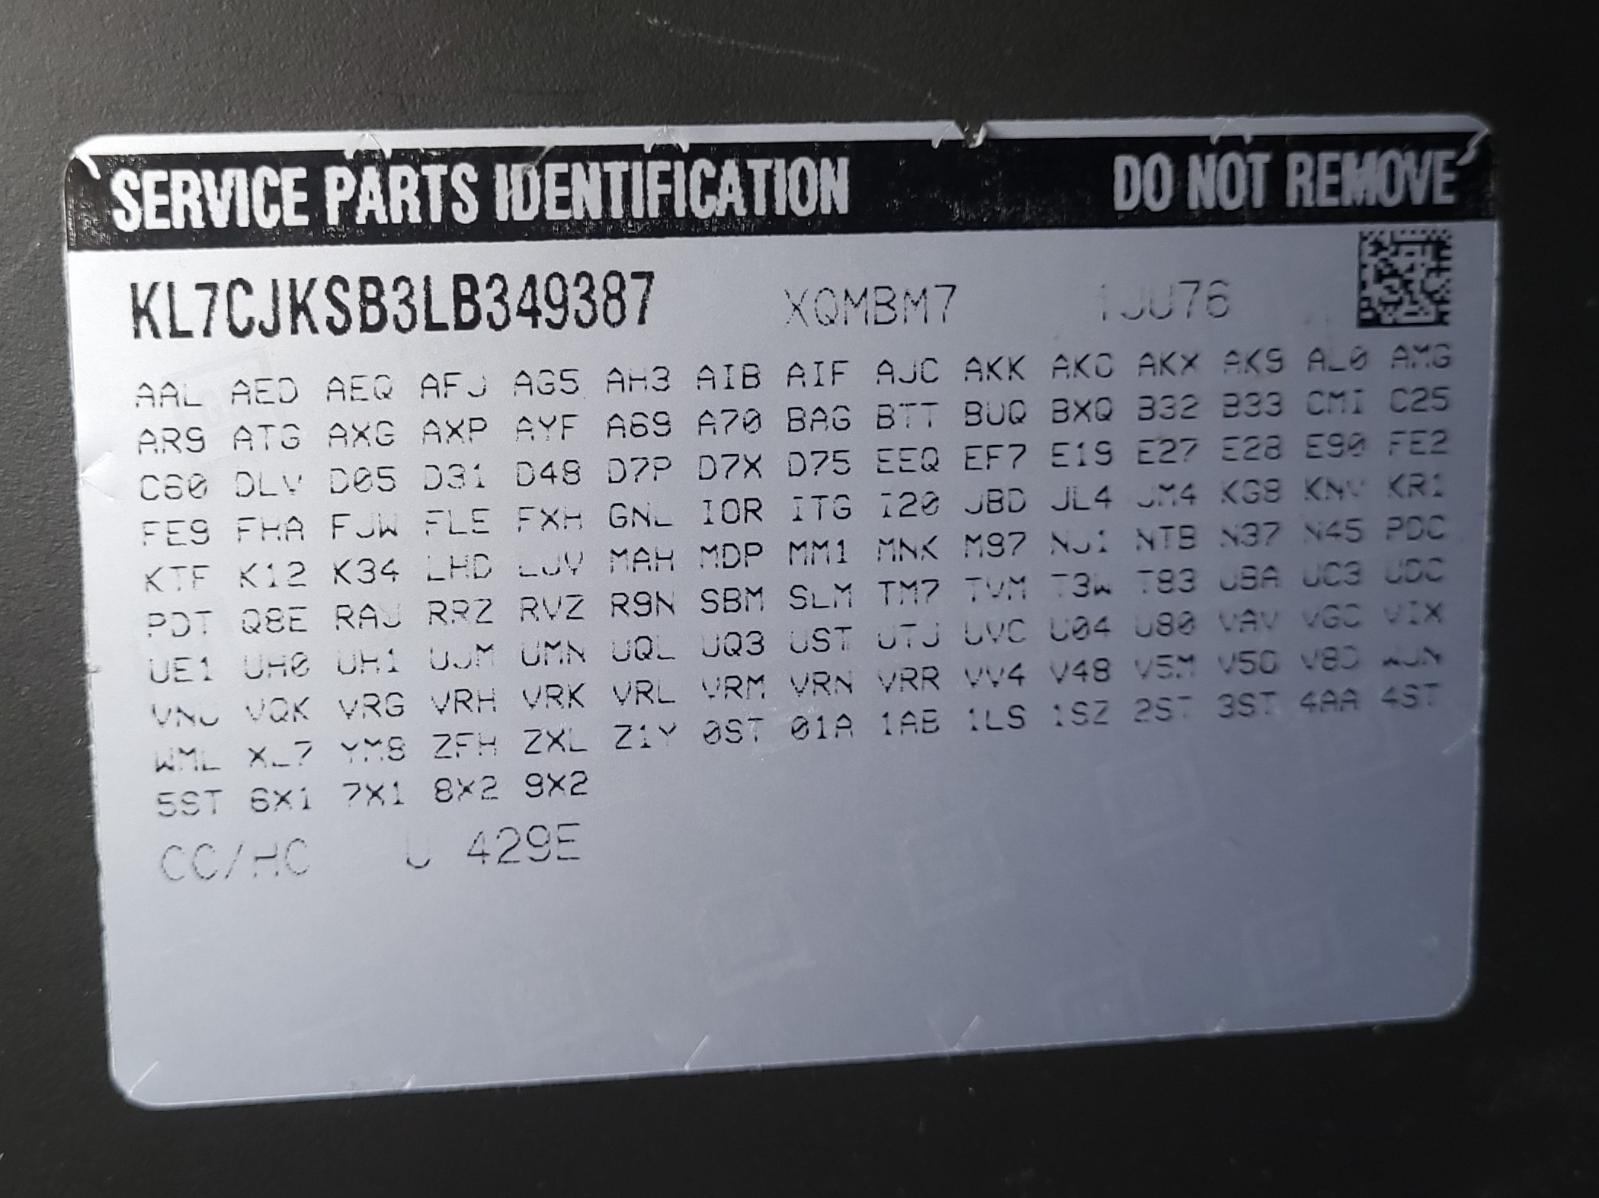 SERVICE PARTS IDENTIFICATION DO NOT REMOVE
KL7CJKSB3LB349387 XQMBM7 1JU76
AAL AED AEQ AFJ AG5 AH3 AIB AIF AJC AKK AKO AKX AK9 AL0 AMG
AR9 ATG AXG AXP AYF A69 A70 BAG BTT BUQ BXQ B32 B33 CMI C25
C60 DLV D05 D31 D48 D7P D7X D75 EEQ EF7 E19 E27 E28 E90 FE2
FE9 FHA FJW FLE FXH GNL IOR ITG I20 JBD JL4 JM4 KG8 KNV KR1
KTF K12 K34 LHD LJV MAH MDP MM1 MNK M97 NJ1 NTB N37 N45 PDC
PDT Q8E RAJ RRZ RVZ R9N SBM SLM TM7 TVM T3W T83 UBA UC3 UDC
UE1 UH0 UH1 UJM UMN UQL UQ3 UST UTJ UVC U04 U80 VAV VGC VIX
VQK VRG VRH VRK VRL VRM VRN VRR VV4 V48 V5M
WML XL7 YM8 ZFH ZXL Z1Y 0ST 01A 1AB 1LS 1SZ 2ST 3ST 4AA 4ST
5ST 6X1 7X1 8X2 9X2
CC/HC U 429E